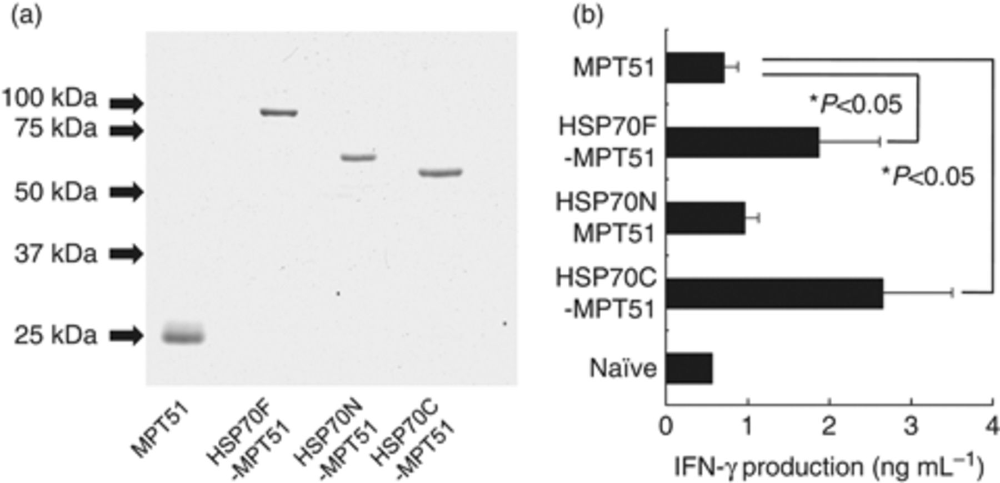 (a)
100 kDa
75 kDa
50 kDa
37 kDa
25 kDa
MPT51
HSP70F
-MPT51
HSP70N
-MPT51
HSP70C
-MPT51
(b)
MPT51
HSP70F
-MPT51
HSP70N
MPT51
HSP70C
-MPT51
Naïve
*P<0.05
*P<0.05
0 1 2 3 4
IFN-γ production (ng mL⁻¹)